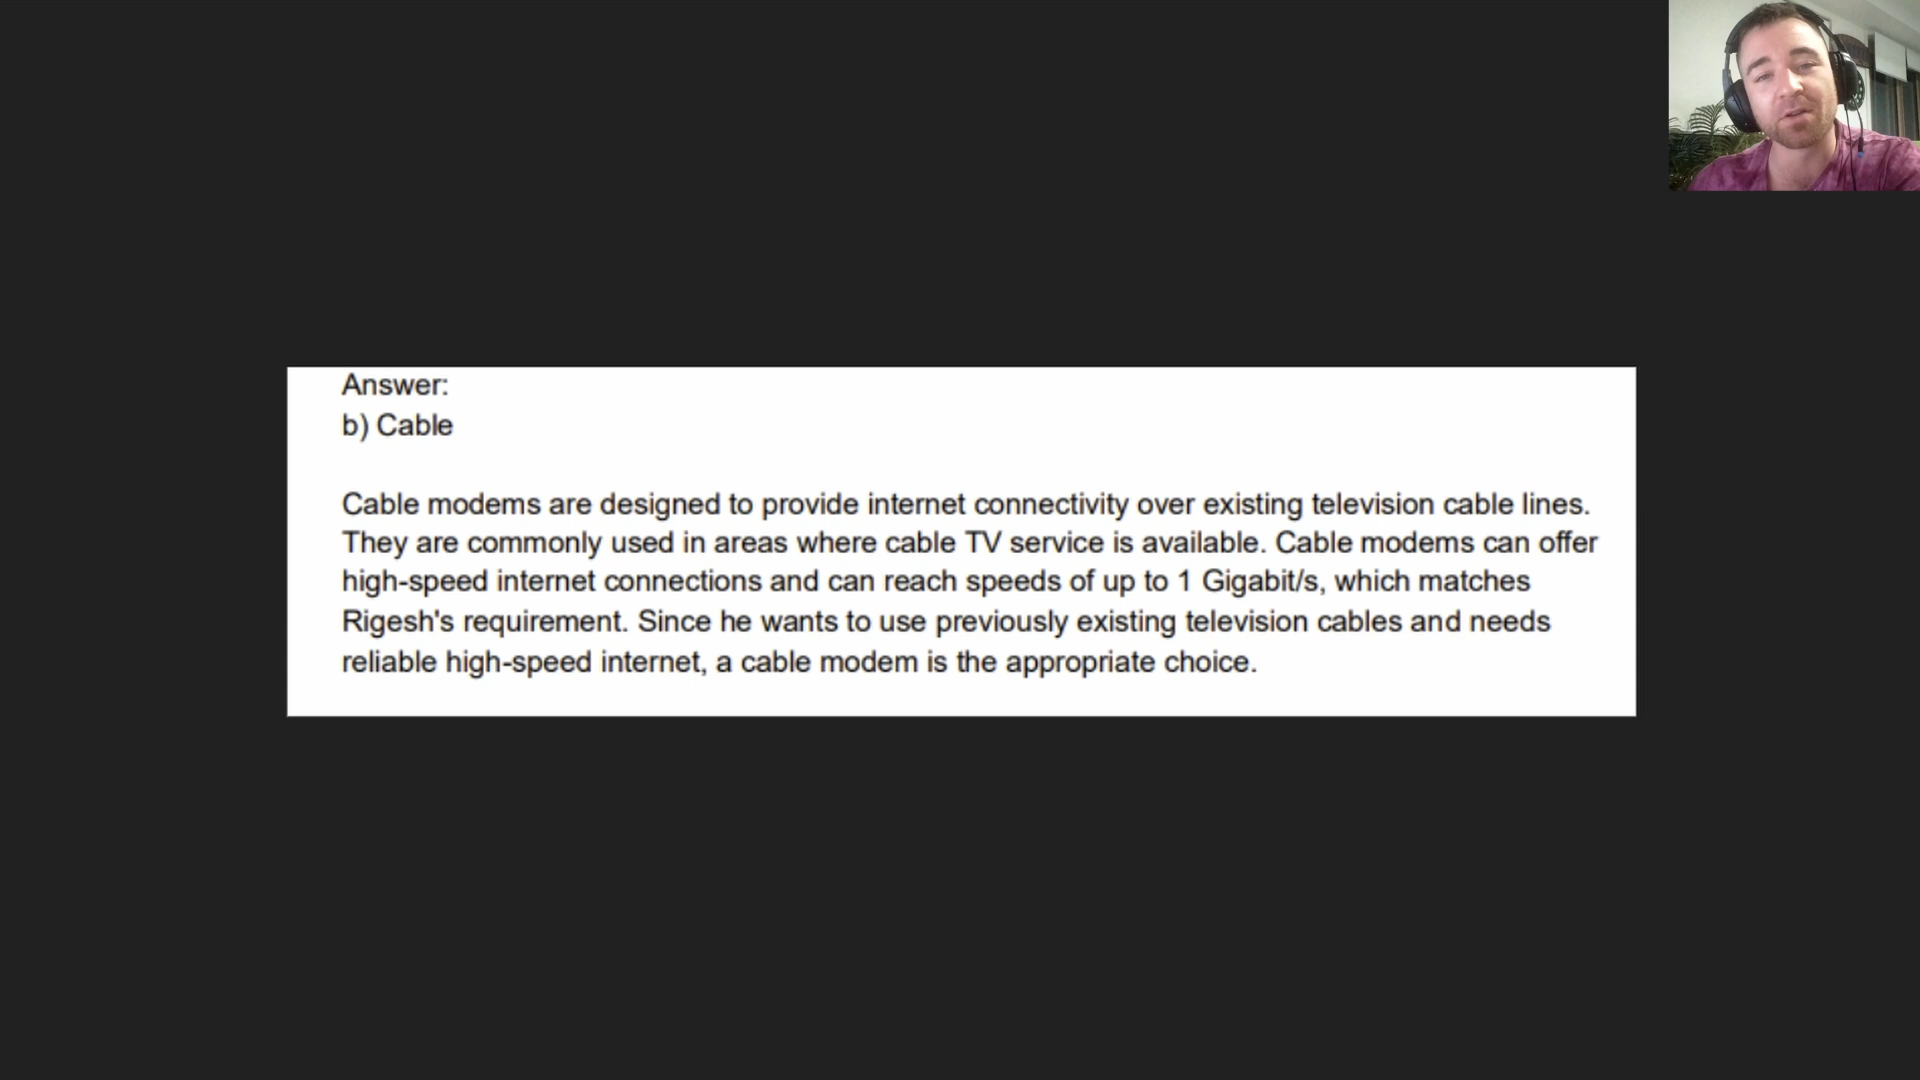 Answer:
b) Cable
Cable modems are designed to provide internet connectivity over existing television cable lines.
They are commonly used in areas where cable TV service is available. Cable modems can offer
high-speed internet connections and can reach speeds of up to 1 Gigabit/s, which matches
Rigesh's requirement. Since he wants to use previously existing television cables and needs
reliable high-speed internet, a cable modem is the appropriate choice.